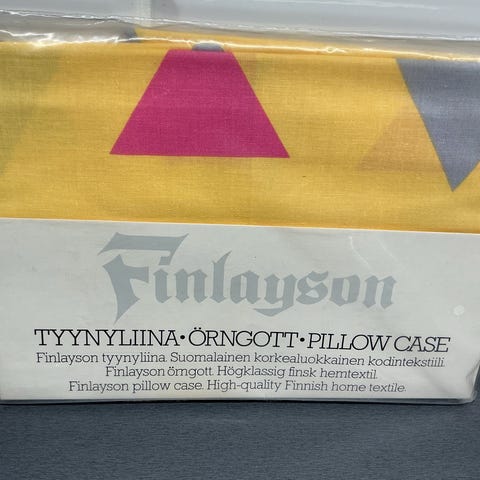 Finlayson
TYYNYLIINA•ÖRNGOTT•PILLOW CASE
Finlayson tyynyliina. Suomalainen korkealuokkainen kodintekstiili.
Finlayson örngott. Högklassig finsk hemtextil.
Finlayson pillow case. High-quality Finnish home textile.